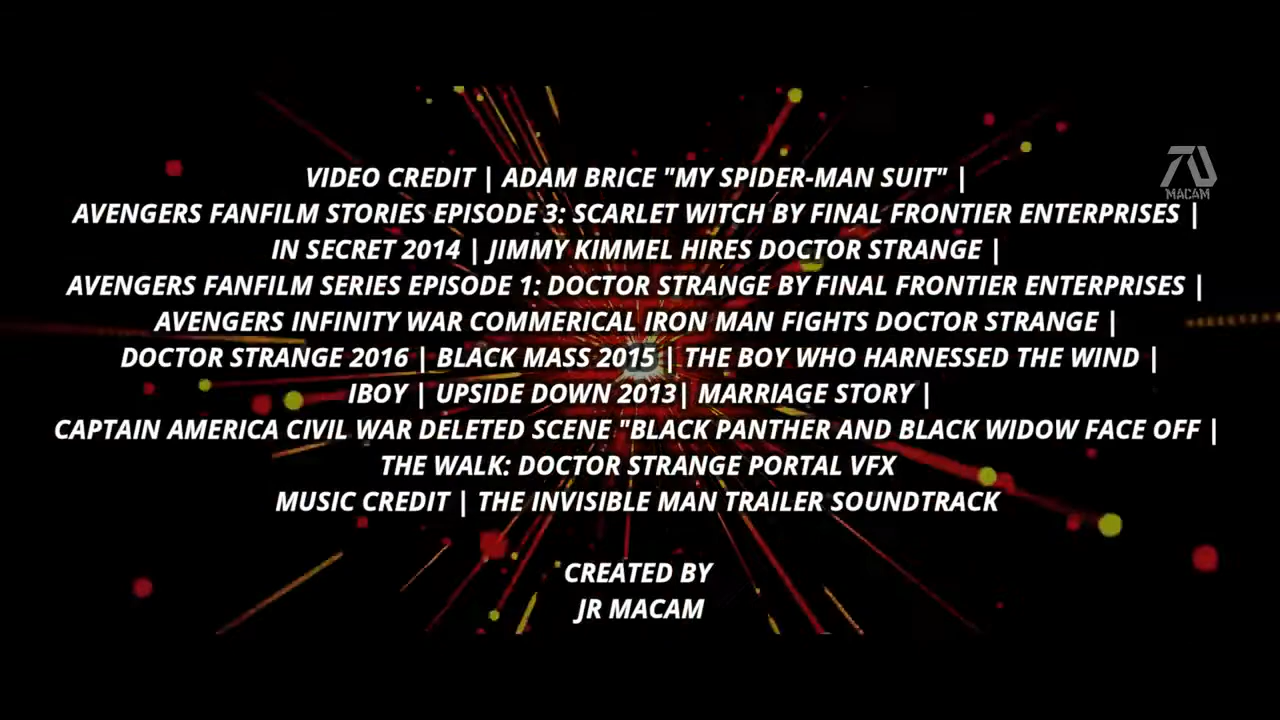 VIDEO CREDIT | ADAM BRICE "MY SPIDER-MAN SUIT" |
AVENGERS FANFILM STORIES EPISODE 3: SCARLET WITCH BY FINAL FRONTIER ENTERPRISES |
IN SECRET 2014 | JIMMY KIMMEL HIRES DOCTOR STRANGE |
AVENGERS FANFILM SERIES EPISODE 1: DOCTOR STRANGE BY FINAL FRONTIER ENTERPRISES |
AVENGERS INFINITY WAR COMMERICAL IRON MAN FIGHTS DOCTOR STRANGE |
DOCTOR STRANGE 2016 | BLACK MASS 2015 | THE BOY WHO HARNESSED THE WIND |
IBOY | UPSIDE DOWN 2013| MARRIAGE STORY |
CAPTAIN AMERICA CIVIL WAR DELETED SCENE "BLACK PANTHER AND BLACK WIDOW FACE OFF |
THE WALK: DOCTOR STRANGE PORTAL VFX
MUSIC CREDIT | THE INVISIBLE MAN TRAILER SOUNDTRACK
CREATED BY
JR MACAM
MACAM